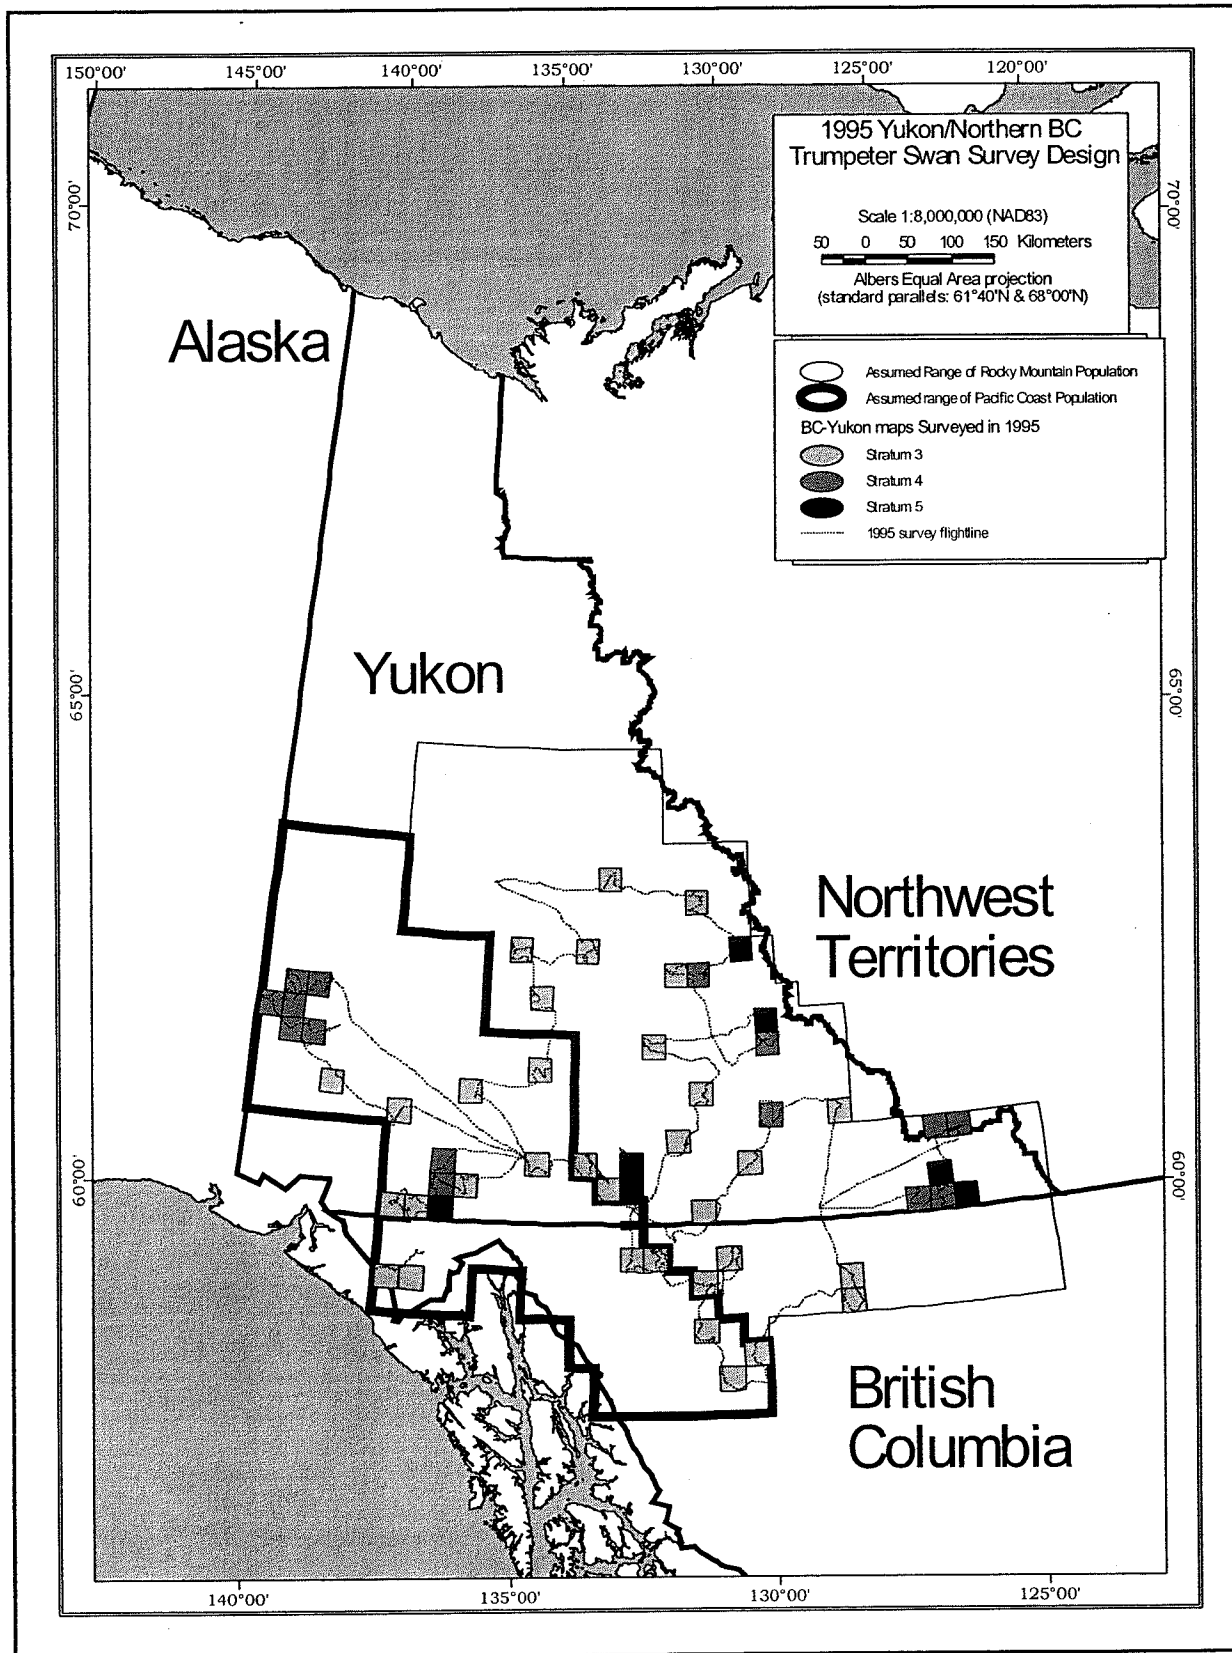 150°00' 145°00' 140°00' 135°00' 130°00' 125°00' 120°00'
1995 Yukon/Northern BC
Trumpeter Swan Survey Design
Scale 1:8,000,000 (NAD83)
50 0 50 100 150 Kilometers
Albers Equal Area projection
(standard parallels: 61°40'N & 68°00'N)
70°00'
70°00'
Alaska
Assumed Range of Rocky Mountain Population
Assumed range of Pacific Coast Population
BC-Yukon maps Surveyed in 1995
Stratum 3
Stratum 4
Stratum 5
1995 survey flightline
Yukon
65°00'
65°00'
Northwest
Territories
60°00'
60°00'
British
Columbia
140°00' 135°00' 130°00' 125°00'